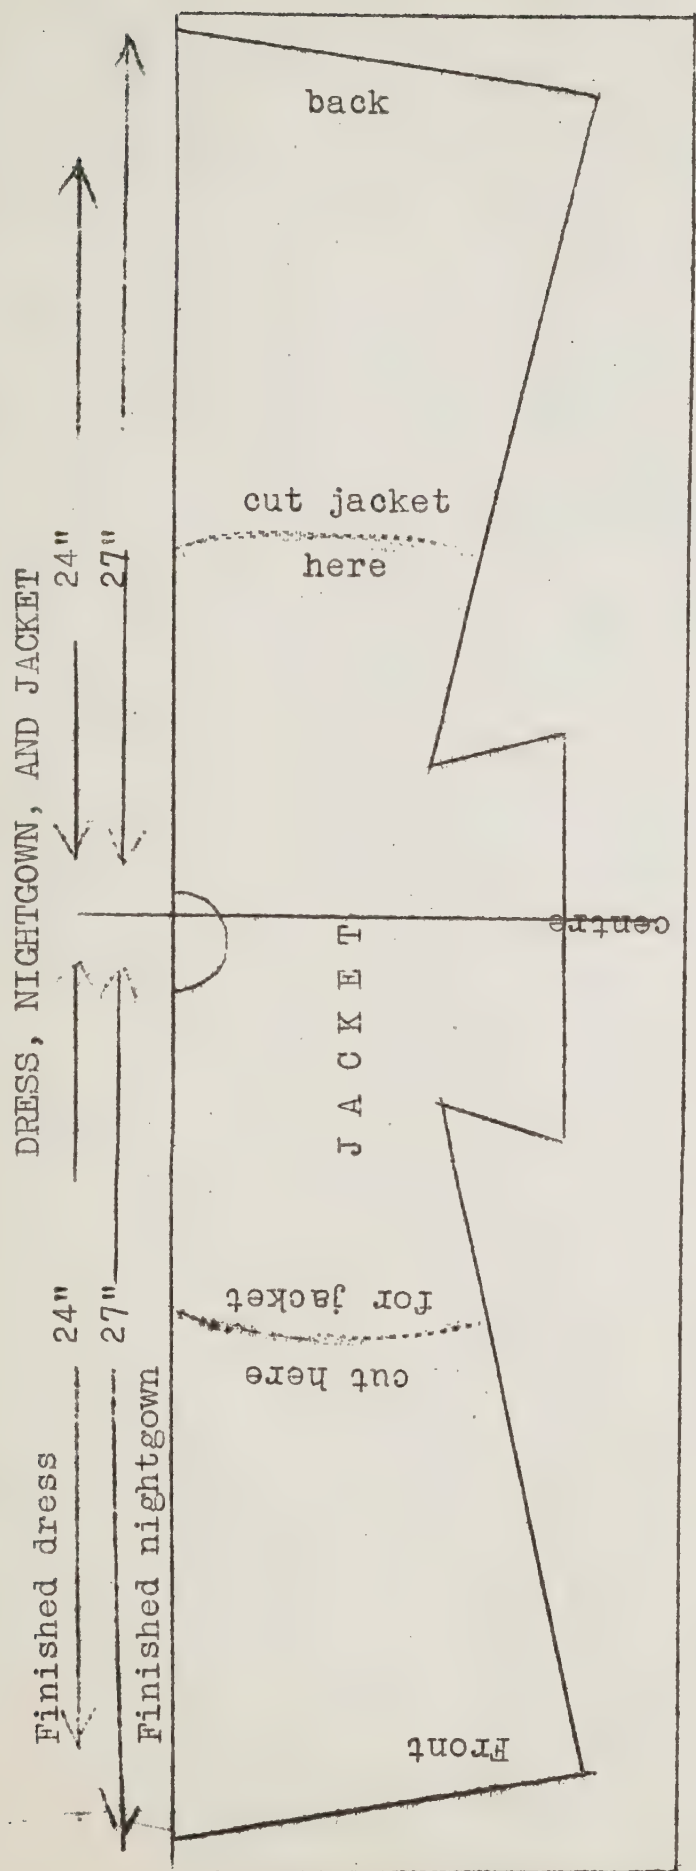 DRESS, NIGHTGOWN, AND JACKET
Finished dress
24"
24"
Finished nightgown
27"
27"
back
cut jacket
here
JACKET
centre
for jacket
cut here
Front